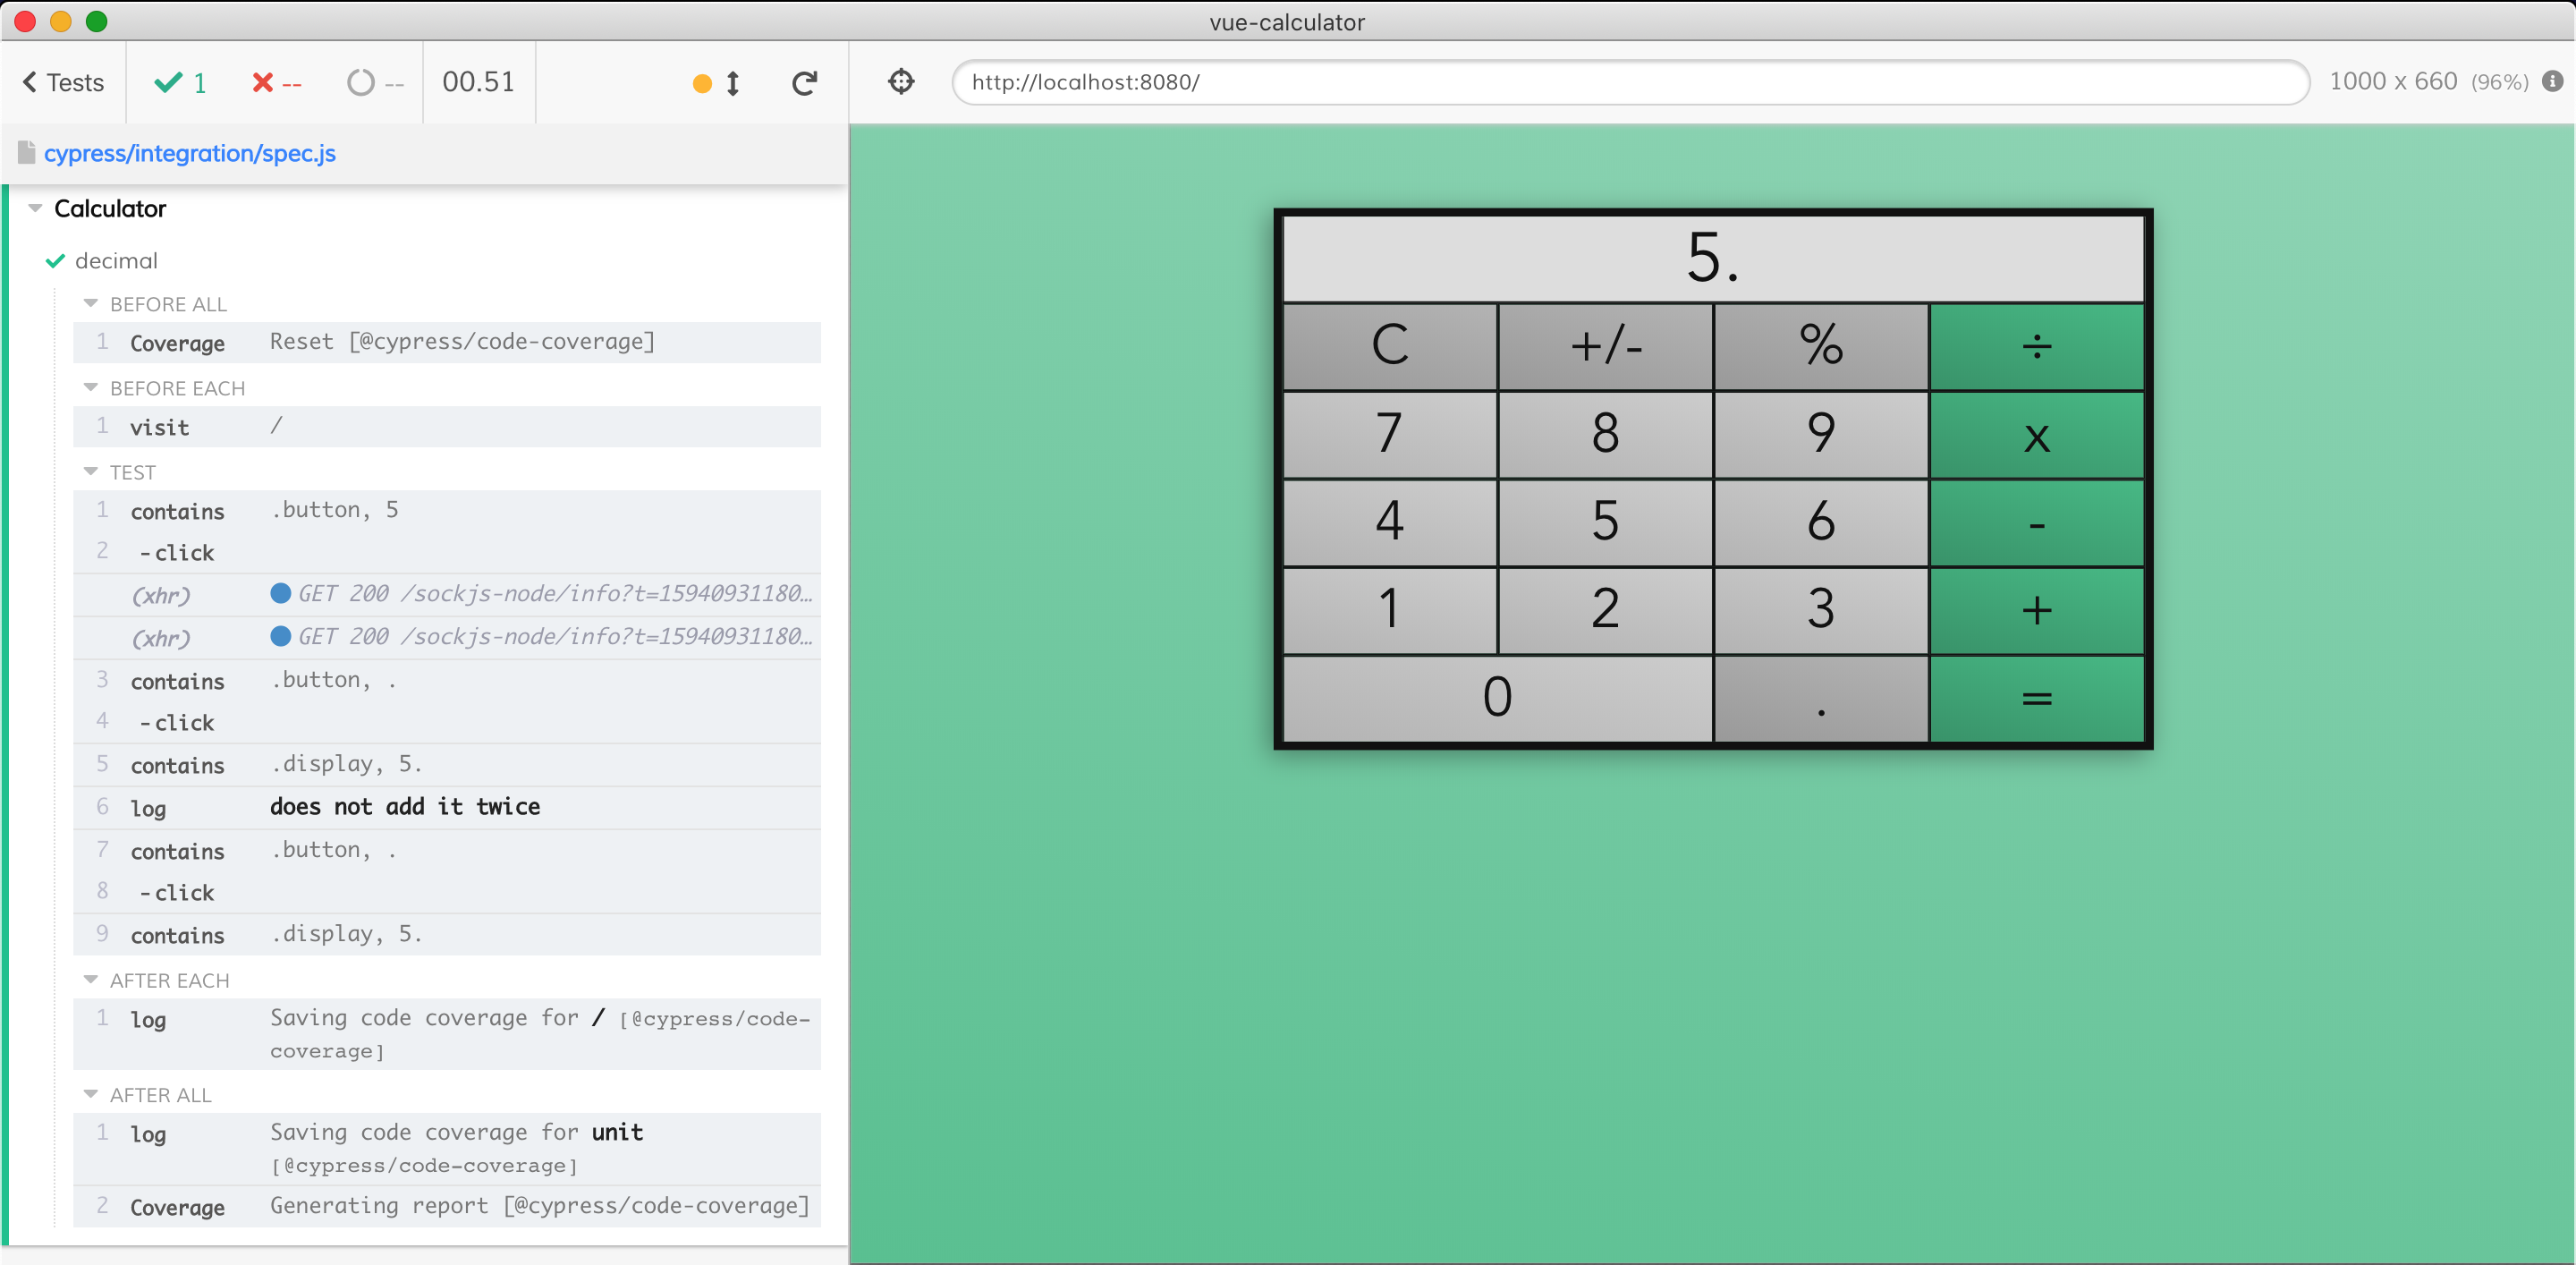 vue-calculator
Tests 1 -- -- 00.51 http://localhost:8080/ 1000 x 660 (96%)
cypress/integration/spec.js
Calculator
decimal
BEFORE ALL
1 Coverage Reset [@cypress/code-coverage]
BEFORE EACH
1 visit /
TEST
1 contains .button, 5
2 -click
(xhr) GET 200 /sockjs-node/info?t=15940931180…
(xhr) GET 200 /sockjs-node/info?t=15940931180…
3 contains .button, .
4 -click
5 contains .display, 5.
6 log does not add it twice
7 contains .button, .
8 -click
9 contains .display, 5.
AFTER EACH
1 log Saving code coverage for / [@cypress/code-
coverage]
AFTER ALL
1 log Saving code coverage for unit
[@cypress/code-coverage]
2 Coverage Generating report [@cypress/code-coverage]
5.
C +/- % ÷
7 8 9 x
4 5 6 -
1 2 3 +
0 . =